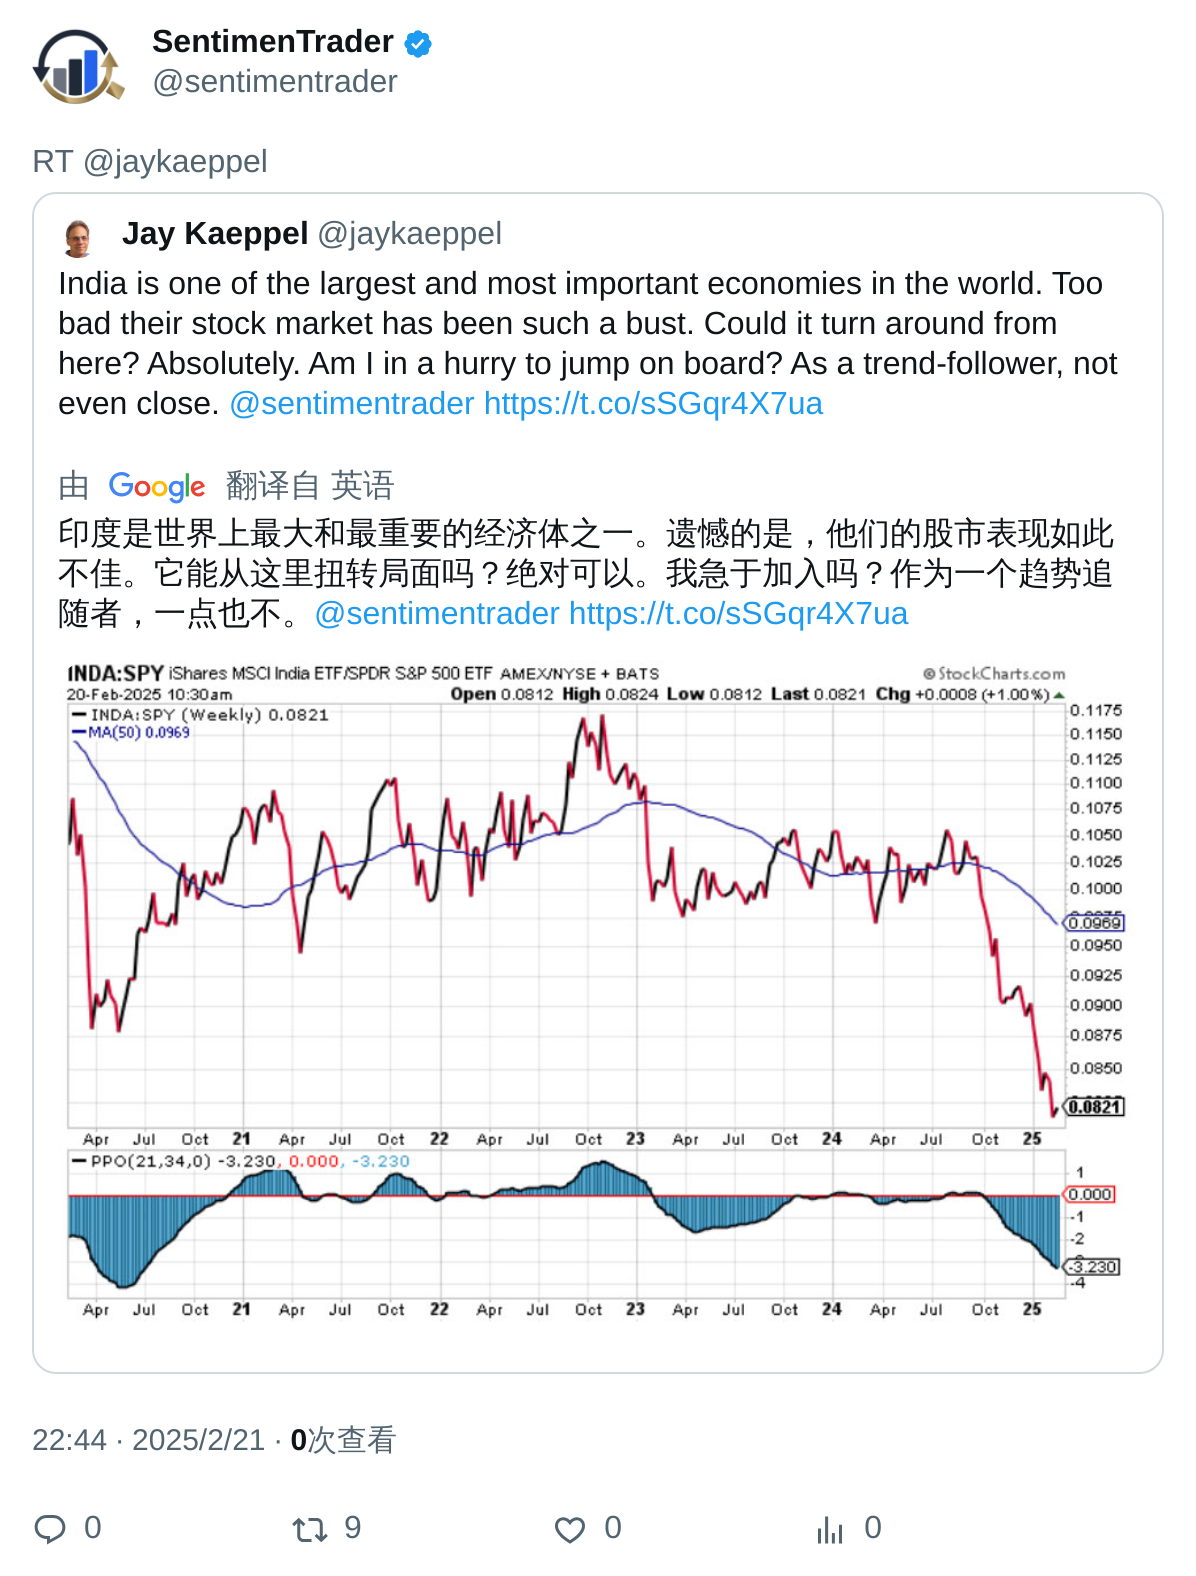 SentimenTrader
@sentimentrader
RT @jaykaeppel
Jay Kaeppel @jaykaeppel
India is one of the largest and most important economies in the world. Too
bad their stock market has been such a bust. Could it turn around from
here? Absolutely. Am I in a hurry to jump on board? As a trend-follower, not
even close. @sentimentrader https://t.co/sSGqr4X7ua
由 Google 翻译自 英语
印度是世界上最大和最重要的经济体之一。遗憾的是，他们的股市表现如此
不佳。它能从这里扭转局面吗？绝对可以。我急于加入吗？作为一个趋势追
随者，一点也不。@sentimentrader https://t.co/sSGqr4X7ua
INDA:SPY iShares MSCI India ETF/SPDR S&P 500 ETF AMEX/NYSE + BATS
© StockCharts.com
20-Feb-2025 10:30am
Open 0.0812 High 0.0824 Low 0.0812 Last 0.0821 Chg +0.0008 (+1.00%)
INDA:SPY (Weekly) 0.0821
MA(50) 0.0969
0.1175
0.1150
0.1125
0.1100
0.1075
0.1050
0.1025
0.1000
0.0969
0.0950
0.0925
0.0900
0.0875
0.0850
0.0821
Apr Jul Oct 21 Apr Jul Oct 22 Apr Jul Oct 23 Apr Jul Oct 24 Apr Jul Oct 25
PPO(21,34,0) -3.230, 0.000, -3.230
1
0.000
-1
-2
-3.230
-4
Apr Jul Oct 21 Apr Jul Oct 22 Apr Jul Oct 23 Apr Jul Oct 24 Apr Jul Oct 25
22:44 · 2025/2/21 · 0次查看
0 9 0 0